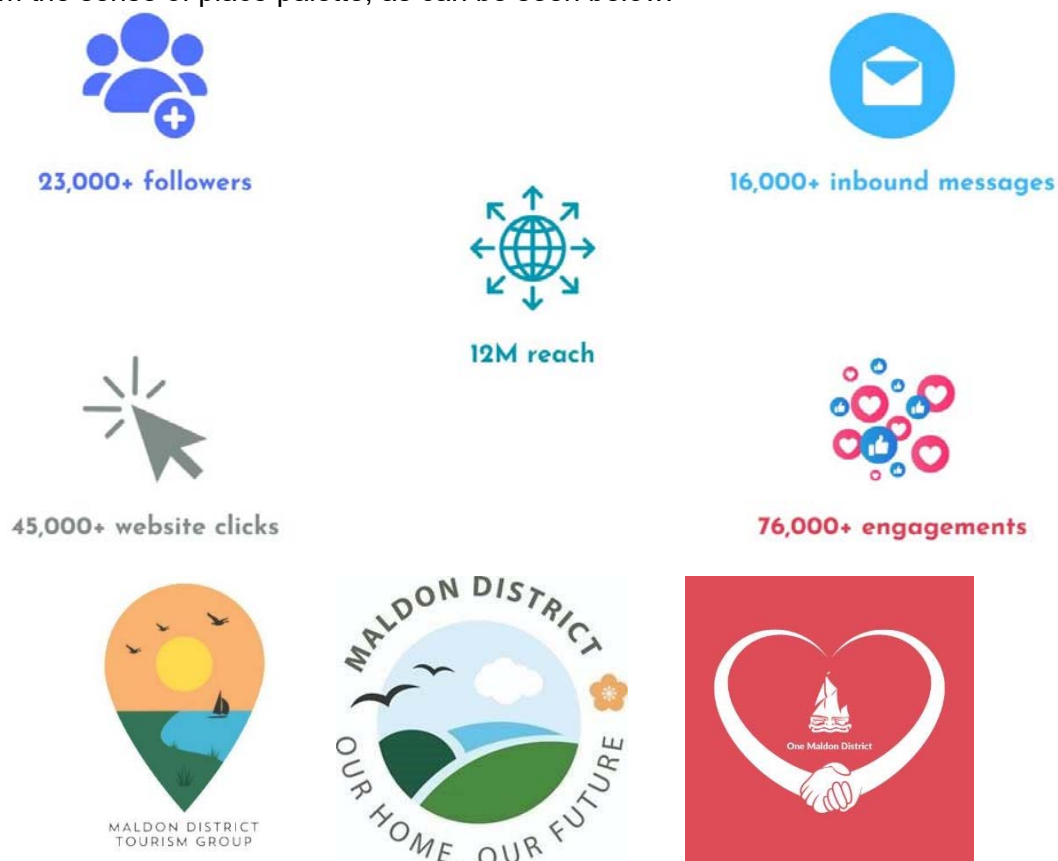 23,000+ followers
16,000+ inbound messages
12M reach
45,000+ website clicks
76,000+ engagements
MALDON DISTRICT
TOURISM GROUP
MALDON DISTRICT
OUR HOME, OUR FUTURE
One Maldon District